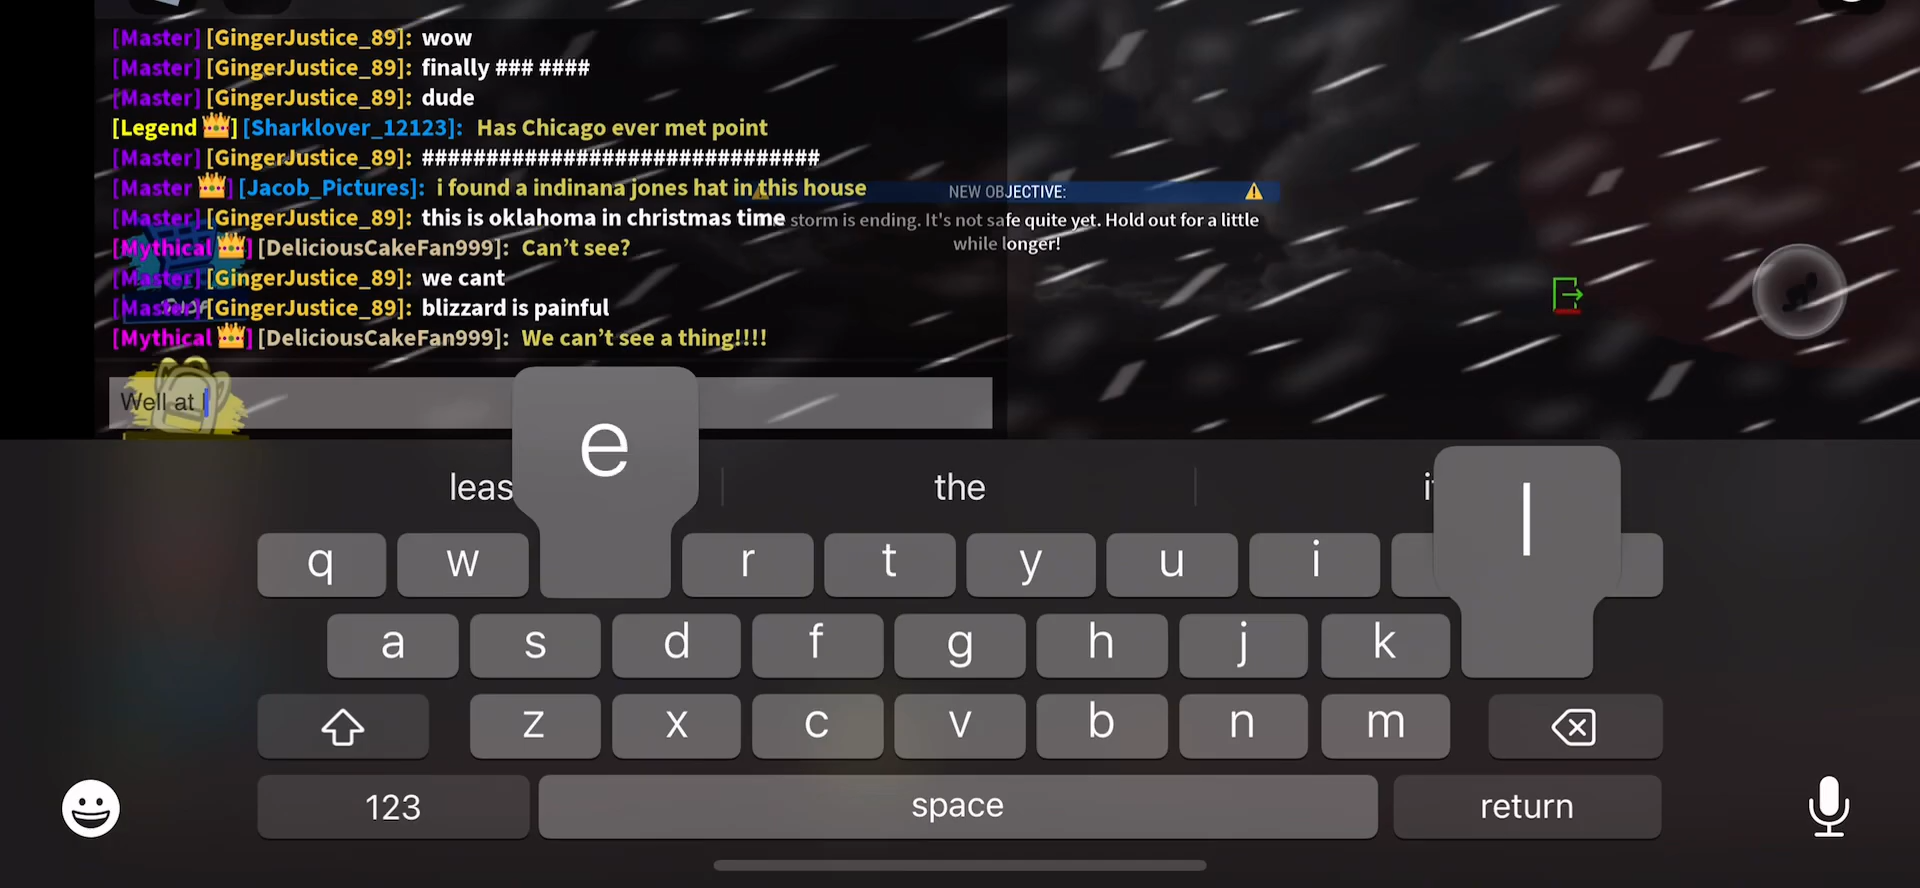 [Master] [GingerJustice_89]: wow
[Master] [GingerJustice_89]: finally ### ####
[Master] [GingerJustice_89]: dude
[Legend 👑] [Sharklover_12123]: Has Chicago ever met point
[Master] [GingerJustice_89]: ###############################
[Master 👑] [Jacob_Pictures]: i found a indinana jones hat in this house
[Master] [GingerJustice_89]: this is oklahoma in christmas time
[Mythical 👑] [DeliciousCakeFan999]: Can't see?
[Master] [GingerJustice_89]: we cant
[Master] [GingerJustice_89]: blizzard is painful
[Mythical 👑] [DeliciousCakeFan999]: We can't see a thing!!!!
NEW OBJECTIVE:
storm is ending. It's not safe quite yet. Hold out for a little
while longer!
Well at l
leas the i
e l
q w r t y u i
a s d f g h j k
z x c v b n m
123 space return